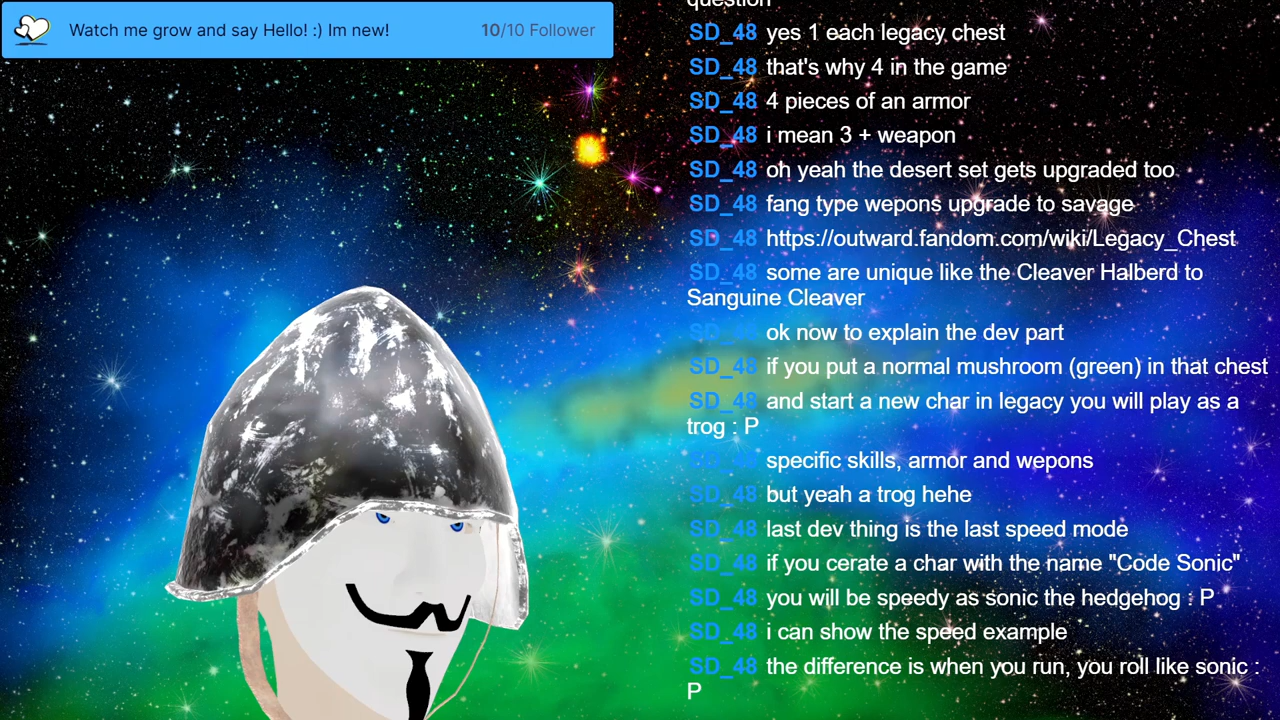 Watch me grow and say Hello! :) Im new!
10/10 Follower
question
SD_48 yes 1 each legacy chest
SD_48 that's why 4 in the game
SD_48 4 pieces of an armor
SD_48 i mean 3 + weapon
SD_48 oh yeah the desert set gets upgraded too
SD_48 fang type wepons upgrade to savage
SD_48 https://outward.fandom.com/wiki/Legacy_Chest
SD_48 some are unique like the Cleaver Halberd to
Sanguine Cleaver
SD_48 ok now to explain the dev part
SD_48 if you put a normal mushroom (green) in that chest
SD_48 and start a new char in legacy you will play as a
trog : P
SD_48 specific skills, armor and wepons
SD_48 but yeah a trog hehe
SD_48 last dev thing is the last speed mode
SD_48 if you cerate a char with the name "Code Sonic"
SD_48 you will be speedy as sonic the hedgehog : P
SD_48 i can show the speed example
SD_48 the difference is when you run, you roll like sonic :
P